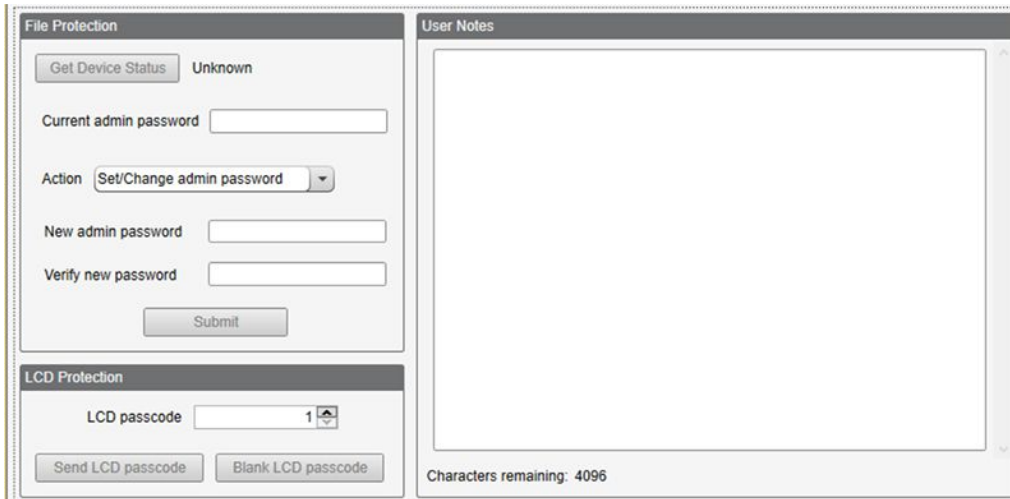 File Protection
Get Device Status Unknown
Current admin password
Action Set/Change admin password
New admin password
Verify new password
Submit
LCD Protection
LCD passcode 1
Send LCD passcode Blank LCD passcode
User Notes
Characters remaining: 4096